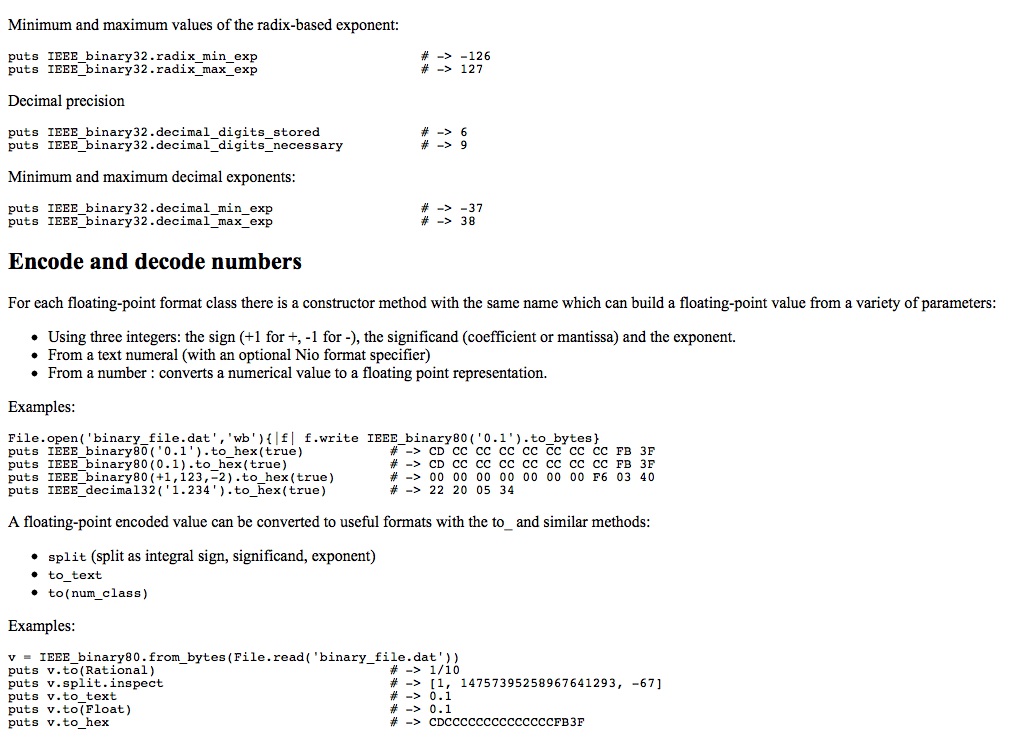 Minimum and maximum values of the radix-based exponent:
puts IEEE_binary32.radix_min_exp # -> -126
puts IEEE_binary32.radix_max_exp # -> 127
Decimal precision
puts IEEE_binary32.decimal_digits_stored # -> 6
puts IEEE_binary32.decimal_digits_necessary # -> 9
Minimum and maximum decimal exponents:
puts IEEE_binary32.decimal_min_exp # -> -37
puts IEEE_binary32.decimal_max_exp # -> 38
Encode and decode numbers
For each floating-point format class there is a constructor method with the same name which can build a floating-point value from a variety of parameters:
• Using three integers: the sign (+1 for +, -1 for -), the significand (coefficient or mantissa) and the exponent.
• From a text numeral (with an optional Nio format specifier)
• From a number : converts a numerical value to a floating point representation.
Examples:
File.open('binary_file.dat','wb'){|f| f.write IEEE_binary80('0.1').to_bytes}
puts IEEE_binary80('0.1').to_hex(true) # -> CD CC CC CC CC CC CC CC FB 3F
puts IEEE_binary80(0.1).to_hex(true) # -> CD CC CC CC CC CC CC CC FB 3F
puts IEEE_binary80(+1,123,-2).to_hex(true) # -> 00 00 00 00 00 00 00 F6 03 40
puts IEEE_decimal32('1.234').to_hex(true) # -> 22 20 05 34
A floating-point encoded value can be converted to useful formats with the to_ and similar methods:
• split (split as integral sign, significand, exponent)
• to_text
• to(num_class)
Examples:
v = IEEE_binary80.from_bytes(File.read('binary_file.dat'))
puts v.to(Rational) # -> 1/10
puts v.split.inspect # -> [1, 14757395258967641293, -67]
puts v.to_text # -> 0.1
puts v.to(Float) # -> 0.1
puts v.to_hex # -> CDCCCCCCCCCCCCCCFB3F